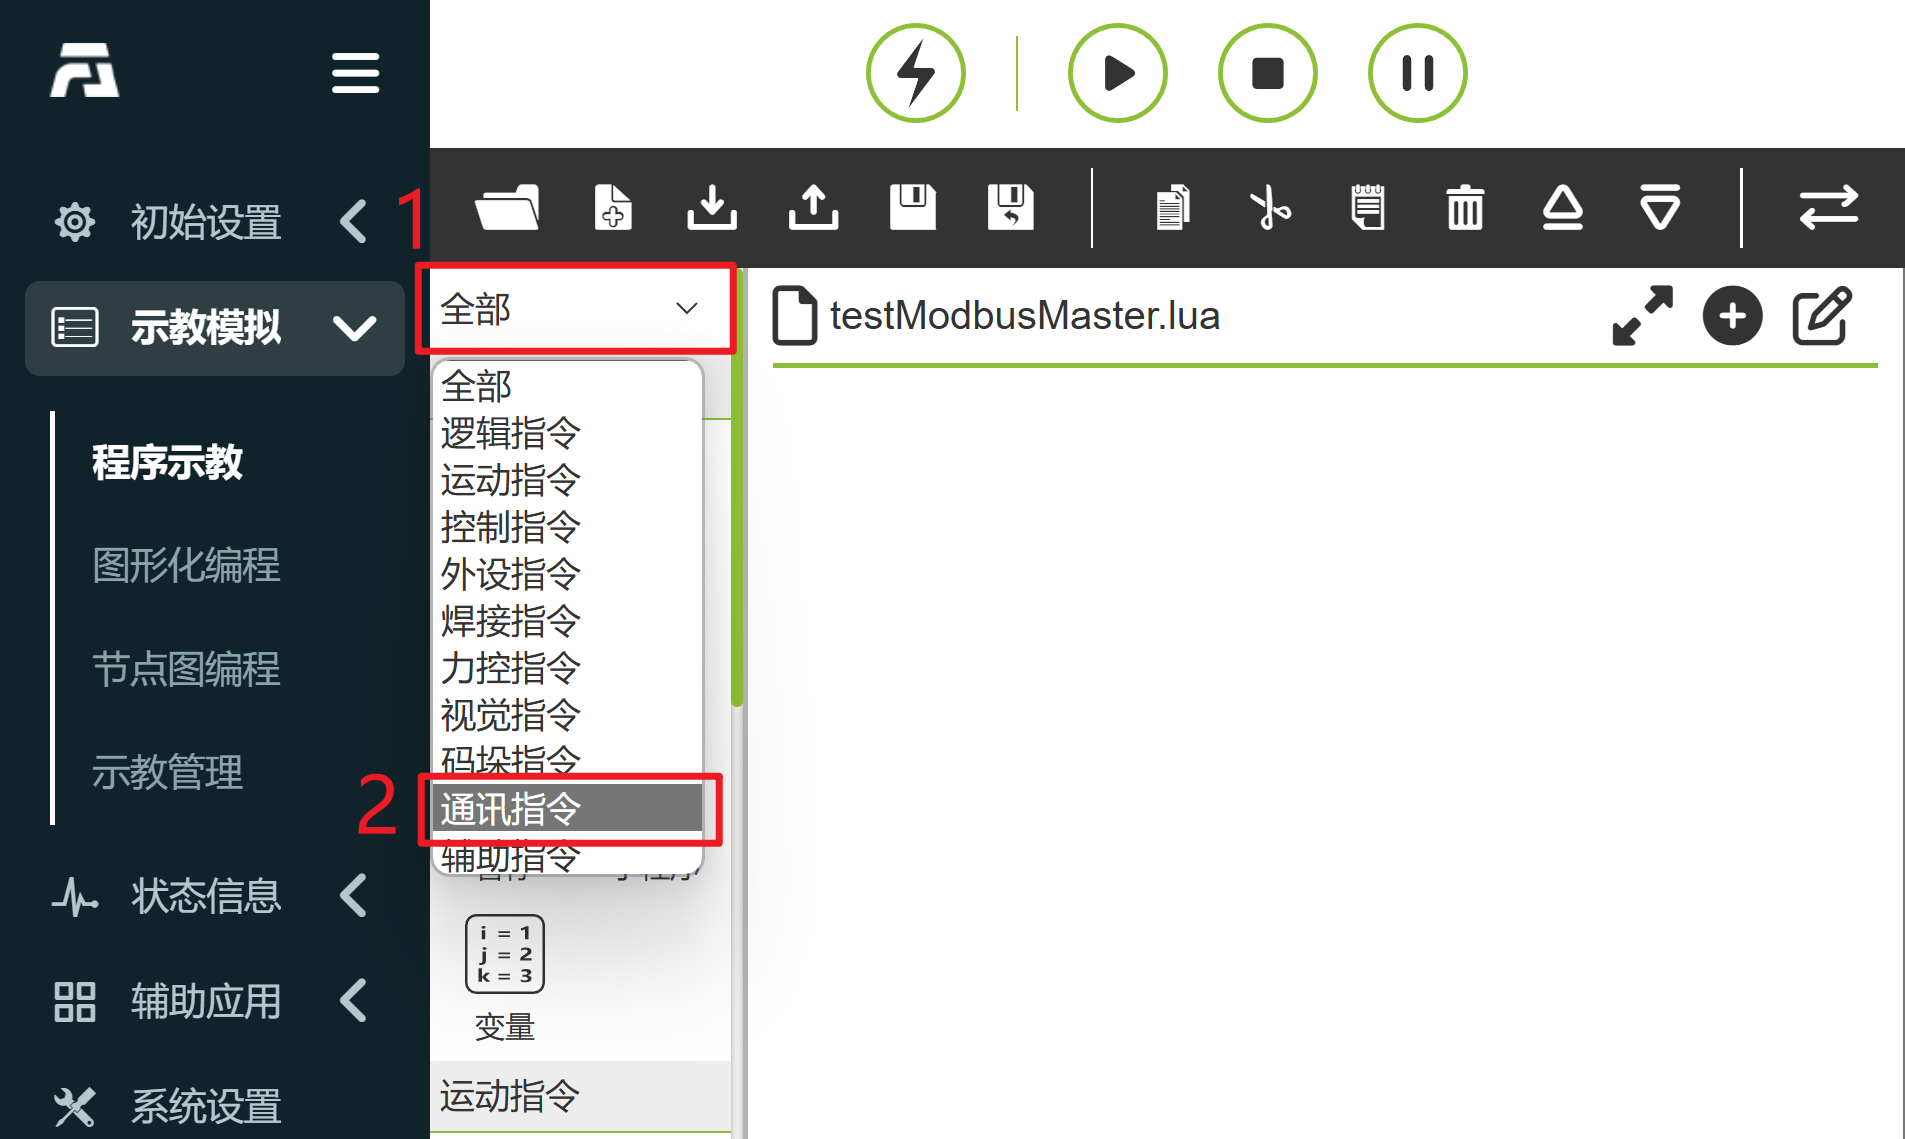 初始设置
1
示教模拟
程序示教
图形化编程
节点图编程
示教管理
状态信息
辅助应用
系统设置
全部
全部
逻辑指令
运动指令
控制指令
外设指令
焊接指令
力控指令
视觉指令
码垛指令
2
通讯指令
辅助指令
i = 1
j = 2
k = 3
变量
运动指令
testModbusMaster.lua